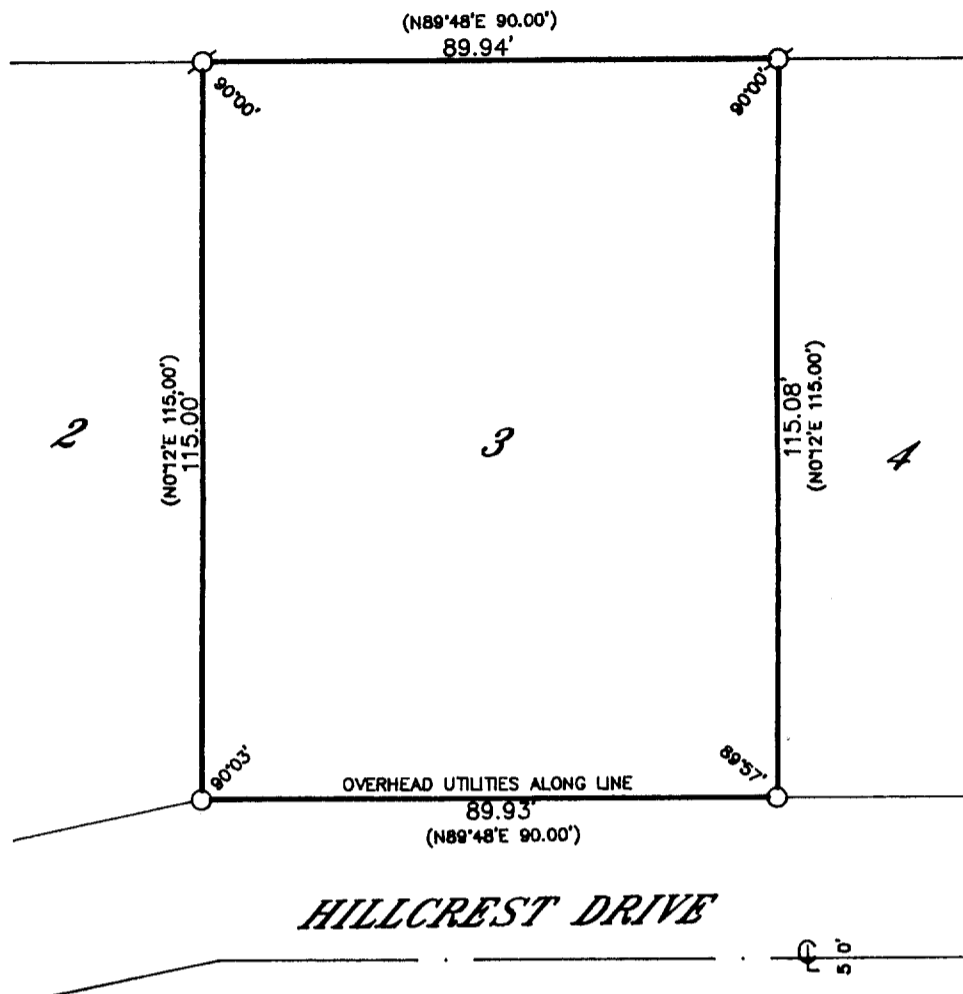 (N89°48'E 90.00')
89.94'
90°00'
90°00'
(N0°12'E 115.00')
115.00'
115.08'
(N0°12'E 115.00')
2
3
4
90°03'
89°57'
OVERHEAD UTILITIES ALONG LINE
89.93'
(N89°48'E 90.00')
HILLCREST DRIVE
℄
5 0'